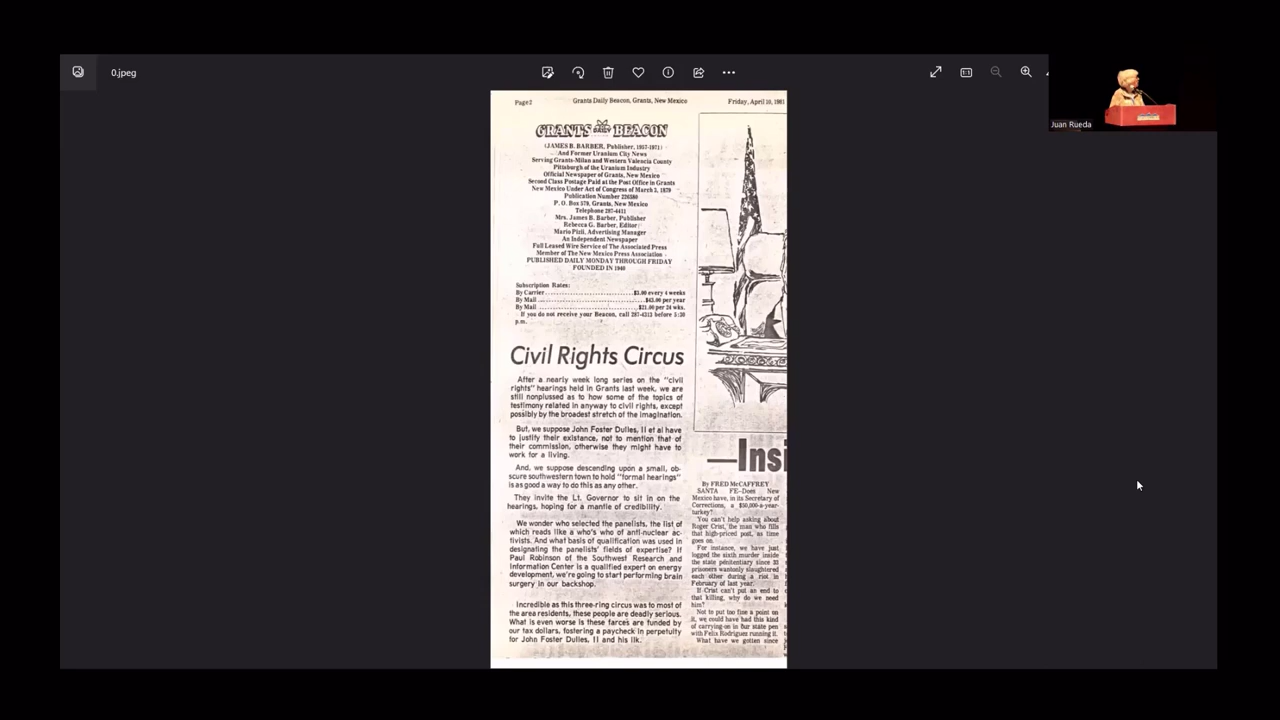 0.jpeg
Juan Rueda
Page2
Grants Daily Beacon, Grants, New Mexico
Friday, April 10, 1981
GRANTS DAILY BEACON
(JAMES B. BARBER, Publisher, 1957-1971)
And Former Uranium City News
Serving Grants-Milan and Western Valencia County
Pittsburgh of the Uranium Industry
Official Newspaper of Grants, New Mexico
Second Class Postage Paid at the Post Office in Grants
New Mexico Under Act of Congress of March 3, 1879
Publication Number 226380
P. O. Box 579, Grants, New Mexico
Telephone 287-4411
Mrs. James B. Barber, Publisher
Rebecca G. Barber, Editor
Mario Pizil, Advertising Manager
An Independent Newspaper
Full Leased Wire Service of The Associated Press
Member of The New Mexico Press Association
PUBLISHED DAILY MONDAY THROUGH FRIDAY
FOUNDED IN 1940
Subscription Rates:
By Carrier $3.00 every 4 weeks
By Mail $43.00 per year
By Mail $21.00 per 24 wks.
If you do not receive your Beacon, call 287-4313 before 5:30
p.m.
Civil Rights Circus
After a nearly week long series on the "civil
rights" hearings held in Grants last week, we are
still nonplussed as to how some of the topics of
testimony related in anyway to civil rights, except
possibly by the broadest stretch of the imagination.
But, we suppose John Foster Dulles, II et al have
to justify their existence, not to mention that of
their commission, otherwise they might have to
work for a living.
And, we suppose descending upon a small, ob-
scure southwestern town to hold "formal hearings"
is as good a way to do this as any other.
They invite the Lt. Governor to sit in on the
hearings, hoping for a mantle of credibility.
We wonder who selected the panelists, the list of
which reads like a who's who of anti-nuclear ac-
tivists. And what basis of qualification was used in
designating the panelists' fields of expertise? If
Paul Robinson of the Southwest Research and
Information Center is a qualified expert on energy
development, we're going to start performing brain
surgery in our backshop.
Incredible as this three-ring circus was to most of
the area residents, these people are deadly serious.
What is even worse is these farces are funded by
our tax dollars, fostering a paycheck in perpetuity
for John Foster Dulles, II and his ilk.
—Insi
By FRED McCAFFREY
SANTA FE-Does New
Mexico have, in its Secretary of
Corrections, a $50,000-a-year-
turkey?
You can't help asking about
Roger Crist, the man who fills
that high-priced post, as time
goes on.
For instance, we have just
logged the sixth murder inside
the state penitentiary since 33
prisoners wantonly slaughtered
each other during a riot in
February of last year.
If Crist can't put an end to
that killing, why do we need
him?
Not to put too fine a point on
it, we could have had this kind
of carrying-on in our state pen
with Felix Rodriguez running it.
What have we gotten since